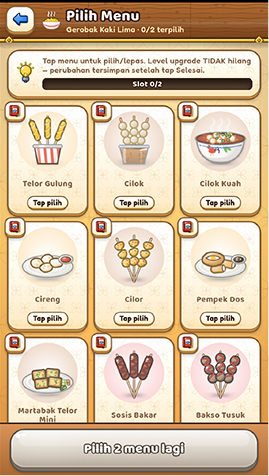 Pilih Menu
Gerobak Kaki Lima · 0/2 terpilih
Tap menu untuk pilih/lepas. Level upgrade TIDAK hilang
– perubahan tersimpan setelah tap Selesai.
Slot 0/2
Telor Gulung
Cilok
Cilok Kuah
Tap pilih
Tap pilih
Tap pilih
Cireng
Cilor
Pempek Dos
Tap pilih
Tap pilih
Tap pilih
Martabak Telor
Mini
Sosis Bakar
Bakso Tusuk
Pilih 2 menu lagi